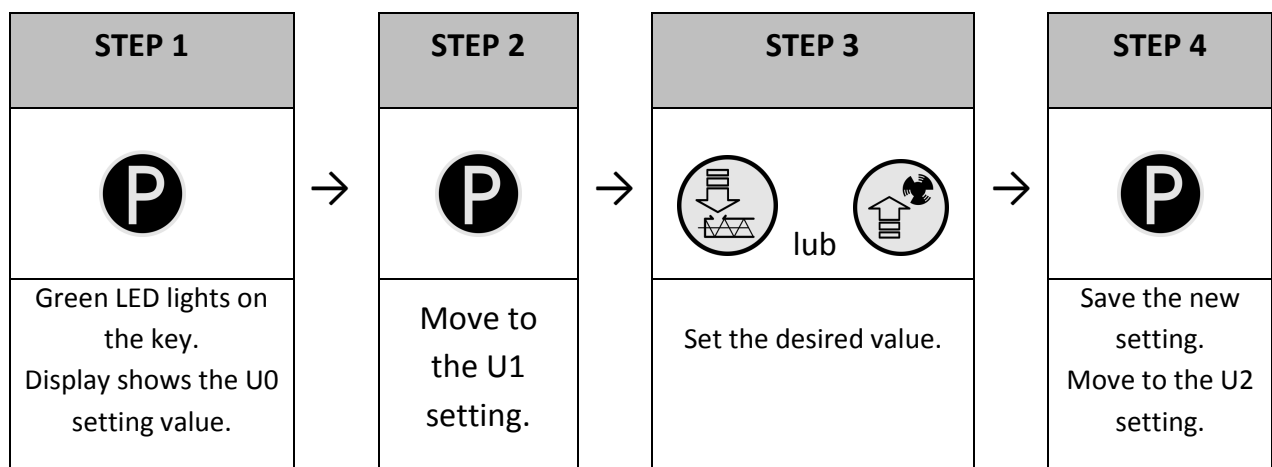 STEP 1
STEP 2
STEP 3
STEP 4
P
→
P
→
lub
→
P
Green LED lights on
the key.
Display shows the U0
setting value.
Move to
the U1
setting.
Set the desired value.
Save the new
setting.
Move to the U2
setting.